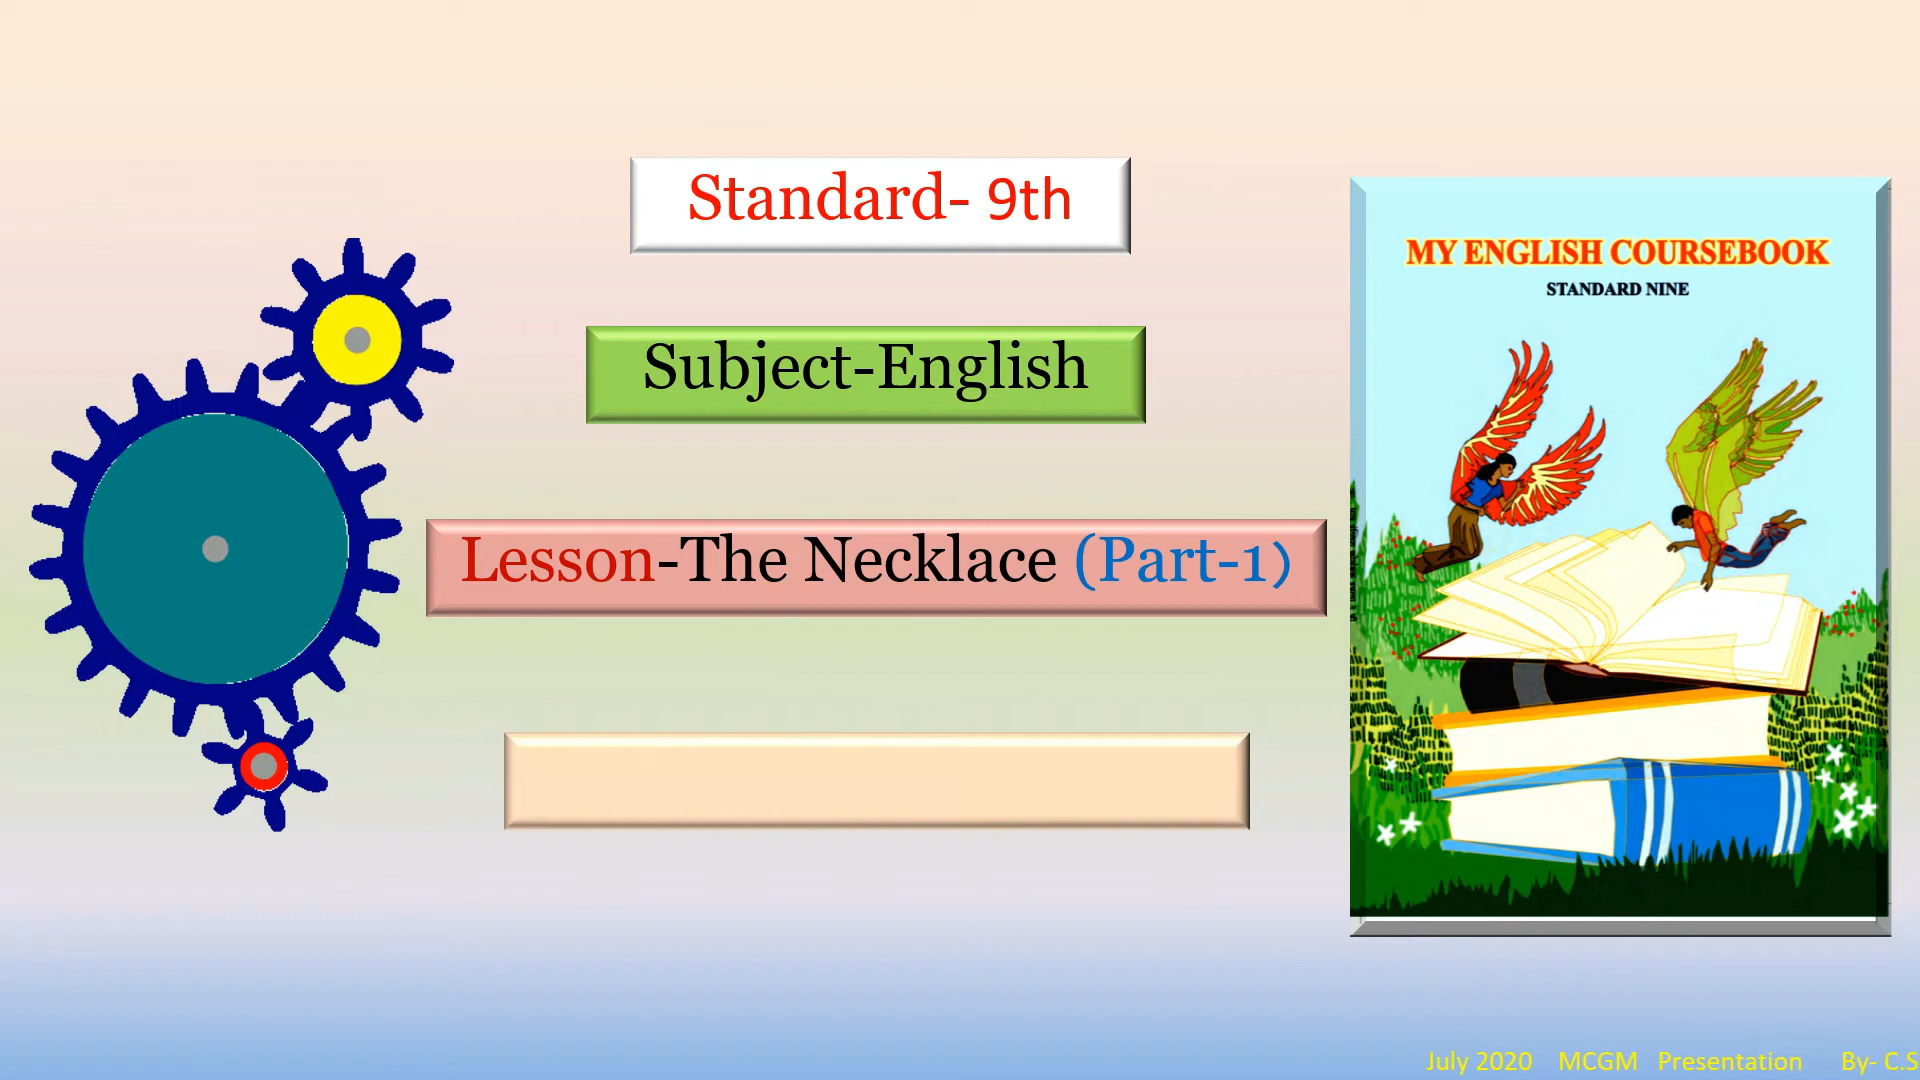 Standard- 9th
Subject-English
Lesson-The Necklace (Part-1)
MY ENGLISH COURSEBOOK
STANDARD NINE
July 2020 MCGM Presentation By- C.S